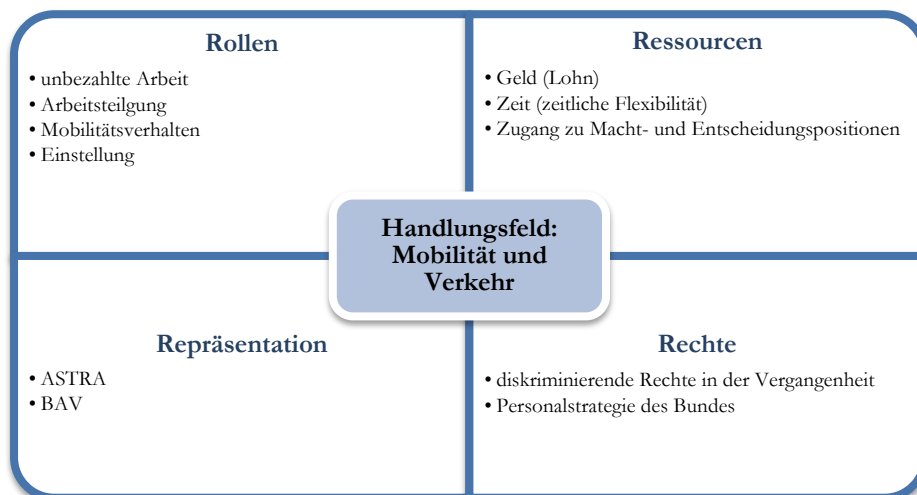 Rollen
• unbezahlte Arbeit
• Arbeitsteilgung
• Mobilitätsverhalten
• Einstellung
Ressourcen
• Geld (Lohn)
• Zeit (zeitliche Flexibilität)
• Zugang zu Macht- und Entscheidungspositionen
Handlungsfeld:
Mobilität und
Verkehr
Repräsentation
• ASTRA
• BAV
Rechte
• diskriminierende Rechte in der Vergangenheit
• Personalstrategie des Bundes